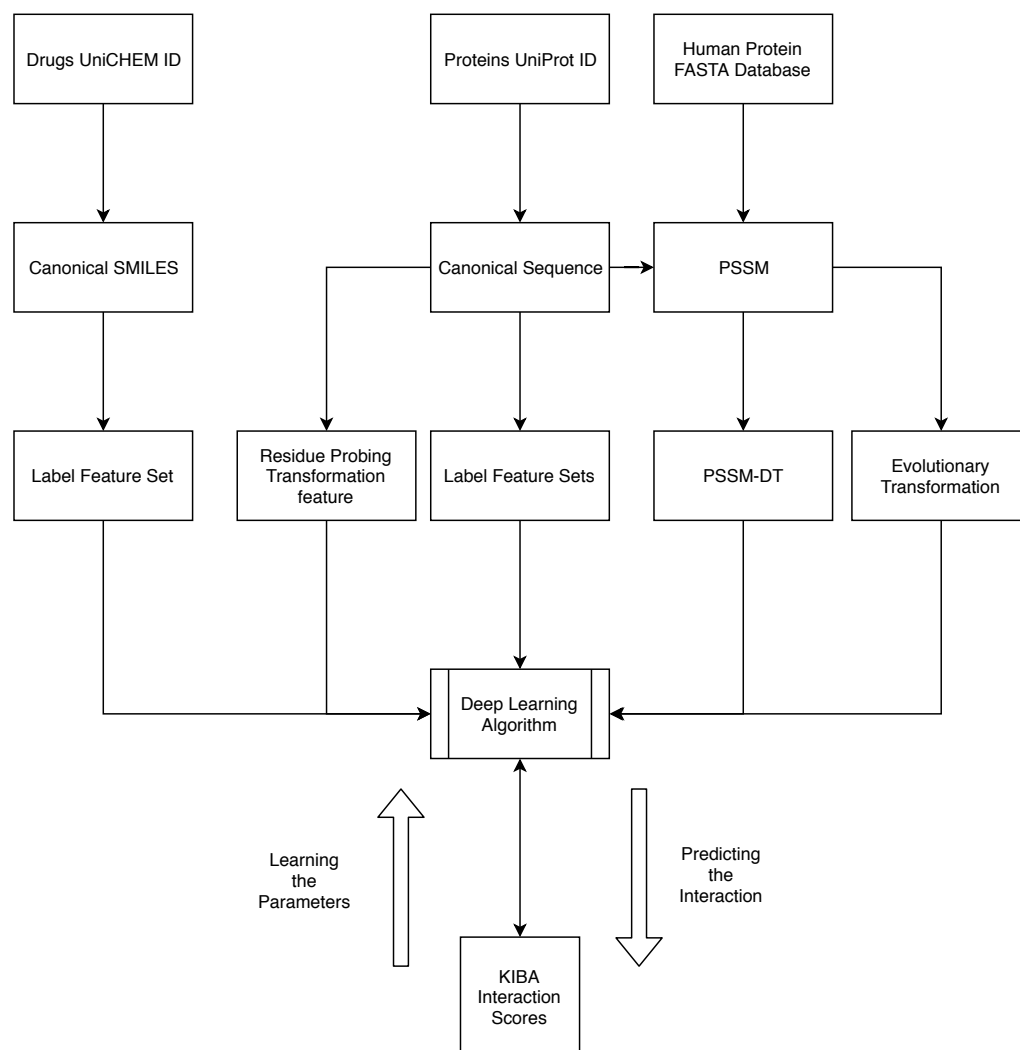 Drugs UniCHEM ID
Proteins UniProt ID
Human Protein
FASTA Database
Canonical SMILES
Canonical Sequence
PSSM
Label Feature Set
Residue Probing
Transformation
feature
Label Feature Sets
PSSM-DT
Evolutionary
Transformation
Deep Learning
Algorithm
Learning
the
Parameters
Predicting
the
Interaction
KIBA
Interaction
Scores